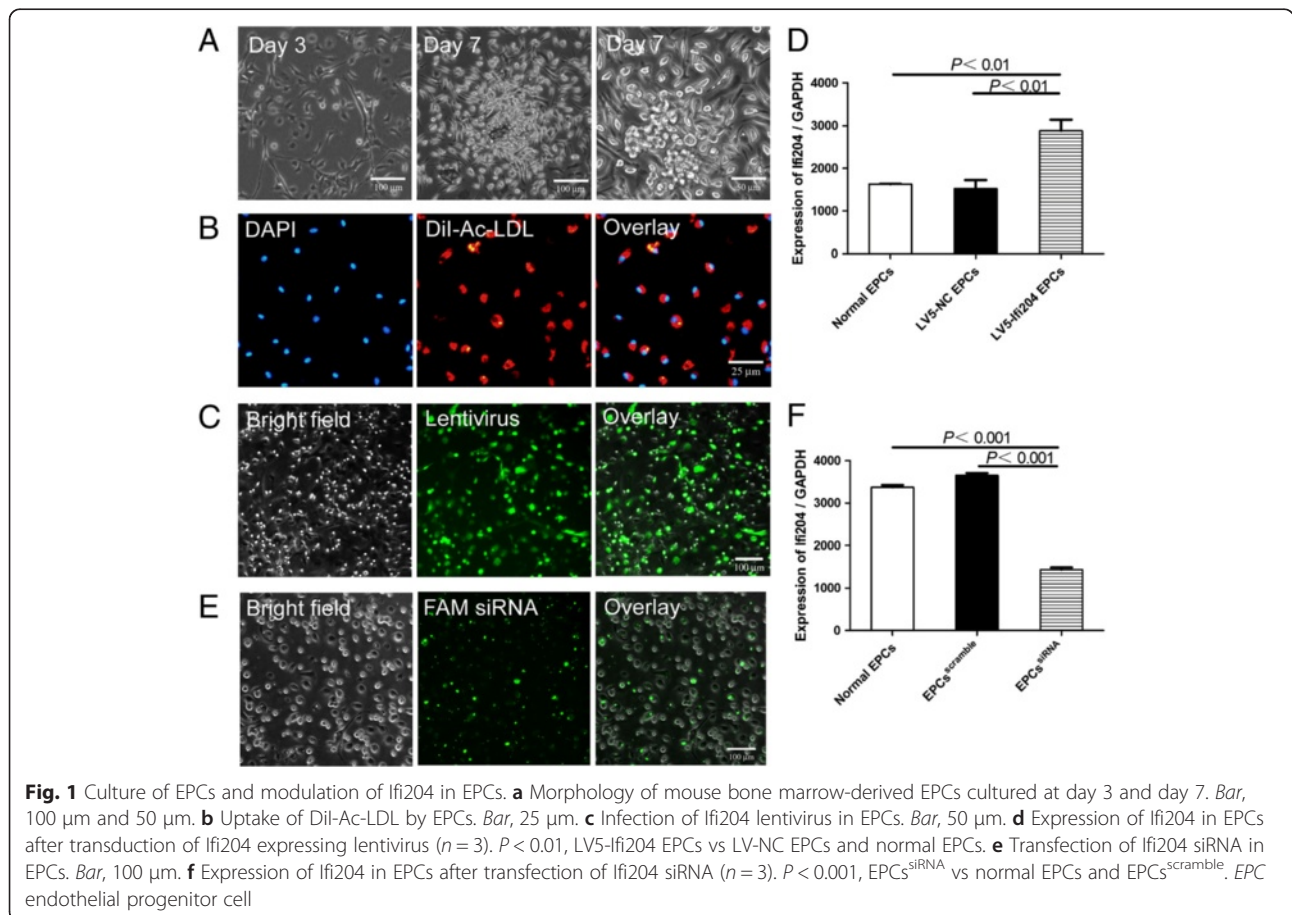 A
Day 3
Day 7
Day 7
100 µm
100 µm
50 µm
B
DAPI
Dil-Ac-LDL
Overlay
25 µm
C
Bright field
Lentivirus
Overlay
100 µm
E
Bright field
FAM siRNA
Overlay
100 µm
D
P< 0.01
P< 0.01
Expression of Ifi204 / GAPDH
4000
3000
2000
1000
0
Normal EPCs
LV5-NC EPCs
LV5-Ifi204 EPCs
F
P< 0.001
P< 0.001
Expression of Ifi204 / GAPDH
4000
3000
2000
1000
0
Normal EPCs
EPCs^scramble
EPCs^siRNA
Fig. 1 Culture of EPCs and modulation of Ifi204 in EPCs. a Morphology of mouse bone marrow-derived EPCs cultured at day 3 and day 7. Bar,
100 μm and 50 μm. b Uptake of Dil-Ac-LDL by EPCs. Bar, 25 μm. c Infection of Ifi204 lentivirus in EPCs. Bar, 50 μm. d Expression of Ifi204 in EPCs
after transduction of Ifi204 expressing lentivirus (n = 3). P < 0.01, LV5-Ifi204 EPCs vs LV-NC EPCs and normal EPCs. e Transfection of Ifi204 siRNA in
EPCs. Bar, 100 μm. f Expression of Ifi204 in EPCs after transfection of Ifi204 siRNA (n = 3). P < 0.001, EPCs^siRNA vs normal EPCs and EPCs^scramble. EPC
endothelial progenitor cell